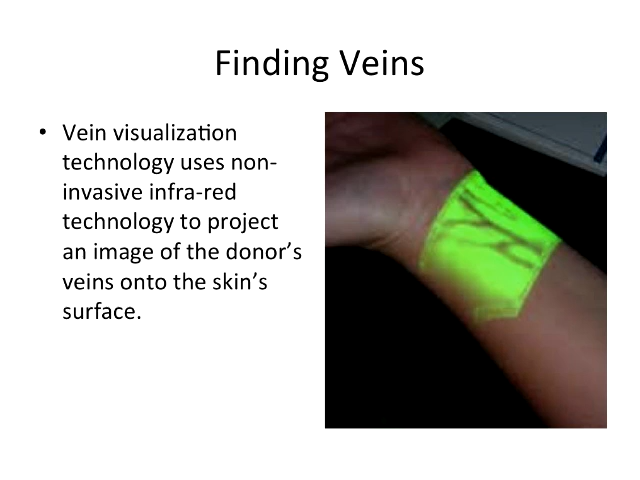 Finding Veins
• Vein visualization
technology uses non-
invasive infra-red
technology to project
an image of the donor's
veins onto the skin's
surface.